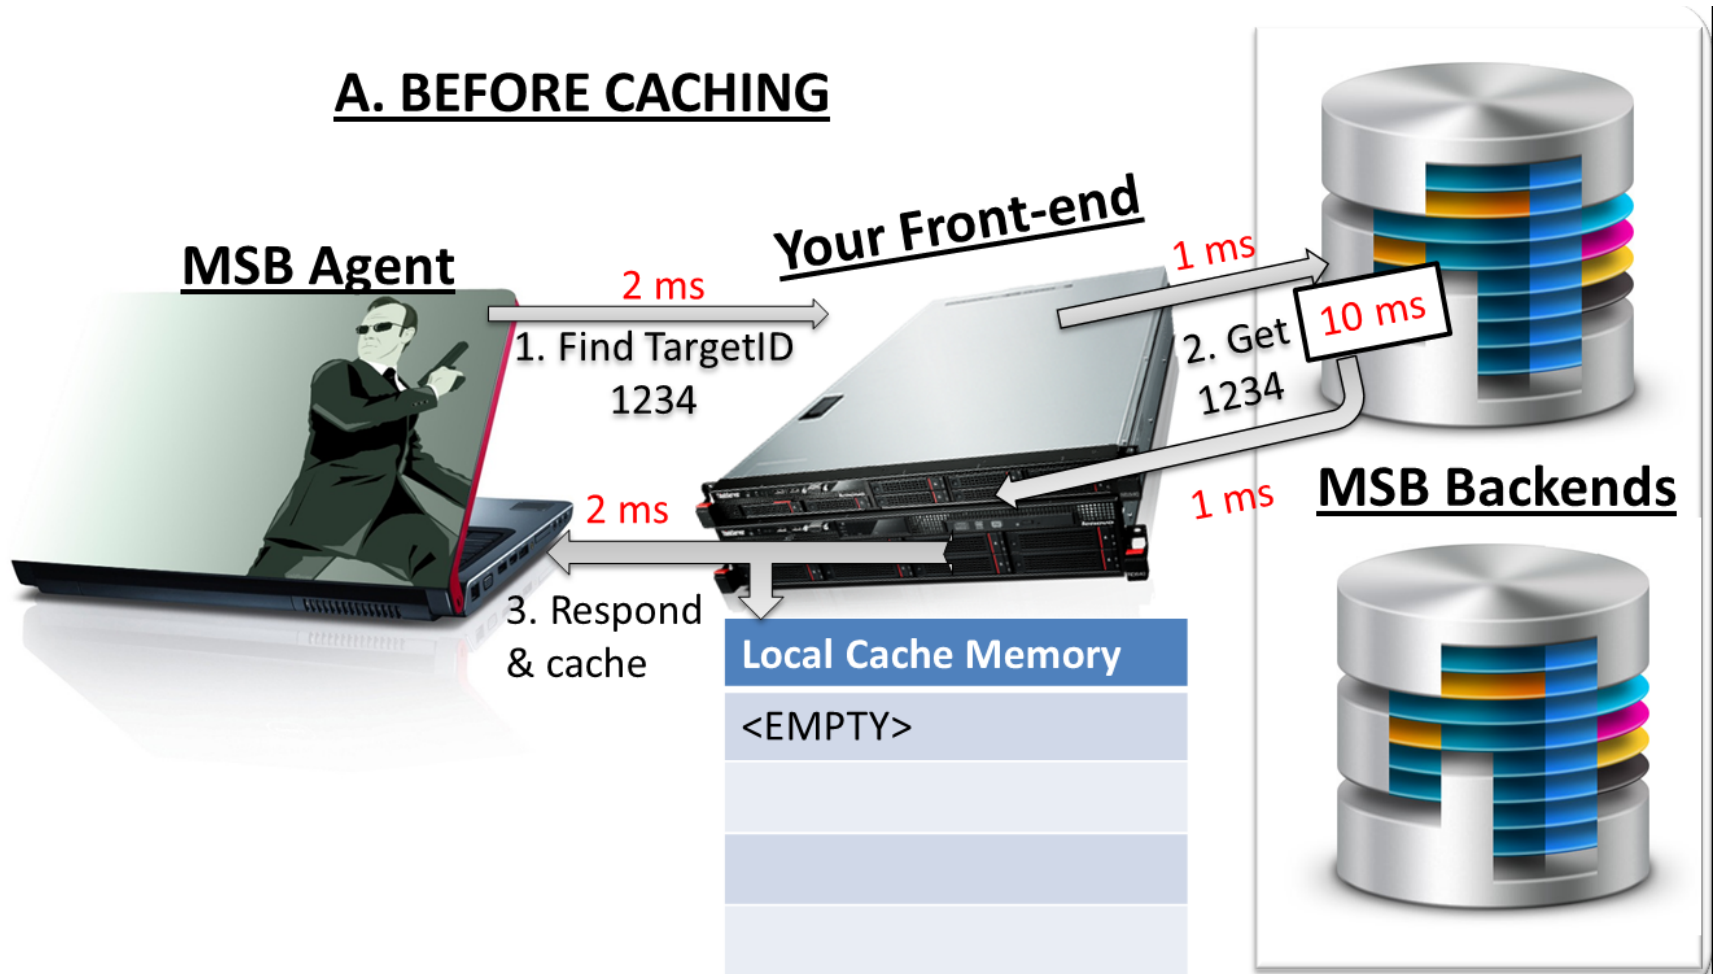 A. BEFORE CACHING
Your Front-end
MSB Agent
2 ms
1 ms
1. Find TargetID
1234
2. Get
1234
10 ms
1 ms
MSB Backends
2 ms
3. Respond
& cache
Local Cache Memory
<EMPTY>